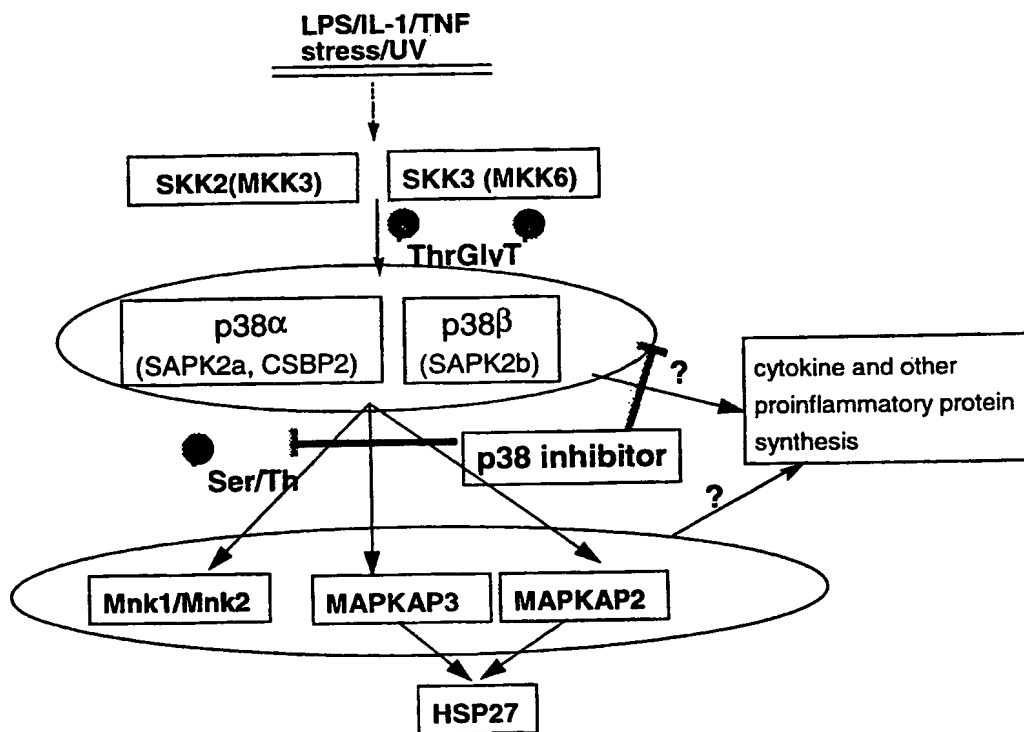 LPS/IL-1/TNF
stress/UV
SKK2(MKK3)
SKK3 (MKK6)
ThrGlyT
p38α
(SAPK2a, CSBP2)
p38β
(SAPK2b)
?
cytokine and other
proinflammatory protein
synthesis
p38 inhibitor
Ser/Th
?
Mnk1/Mnk2
MAPKAP3
MAPKAP2
HSP27